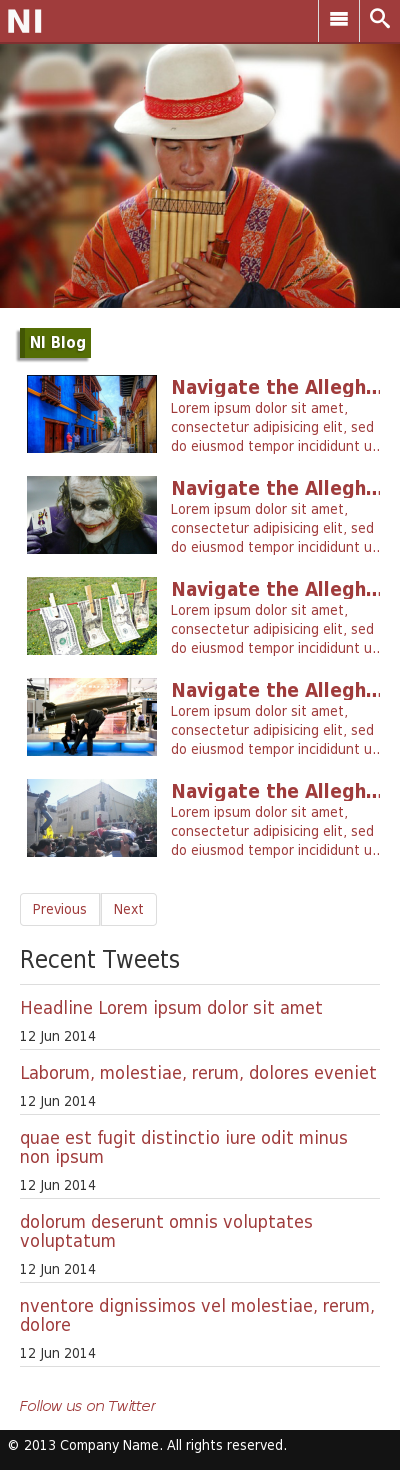 NI
NI Blog
Navigate the Allegh...
Lorem ipsum dolor sit amet,
consectetur adipisicing elit, sed
do eiusmod tempor incididunt u..
Navigate the Allegh...
Lorem ipsum dolor sit amet,
consectetur adipisicing elit, sed
do eiusmod tempor incididunt u..
Navigate the Allegh...
Lorem ipsum dolor sit amet,
consectetur adipisicing elit, sed
do eiusmod tempor incididunt u..
Navigate the Allegh...
Lorem ipsum dolor sit amet,
consectetur adipisicing elit, sed
do eiusmod tempor incididunt u..
Navigate the Allegh...
Lorem ipsum dolor sit amet,
consectetur adipisicing elit, sed
do eiusmod tempor incididunt u..
Previous Next
Recent Tweets
Headline Lorem ipsum dolor sit amet
12 Jun 2014
Laborum, molestiae, rerum, dolores eveniet
12 Jun 2014
quae est fugit distinctio iure odit minus
non ipsum
12 Jun 2014
dolorum deserunt omnis voluptates
voluptatum
12 Jun 2014
nventore dignissimos vel molestiae, rerum,
dolore
12 Jun 2014
Follow us on Twitter
© 2013 Company Name. All rights reserved.